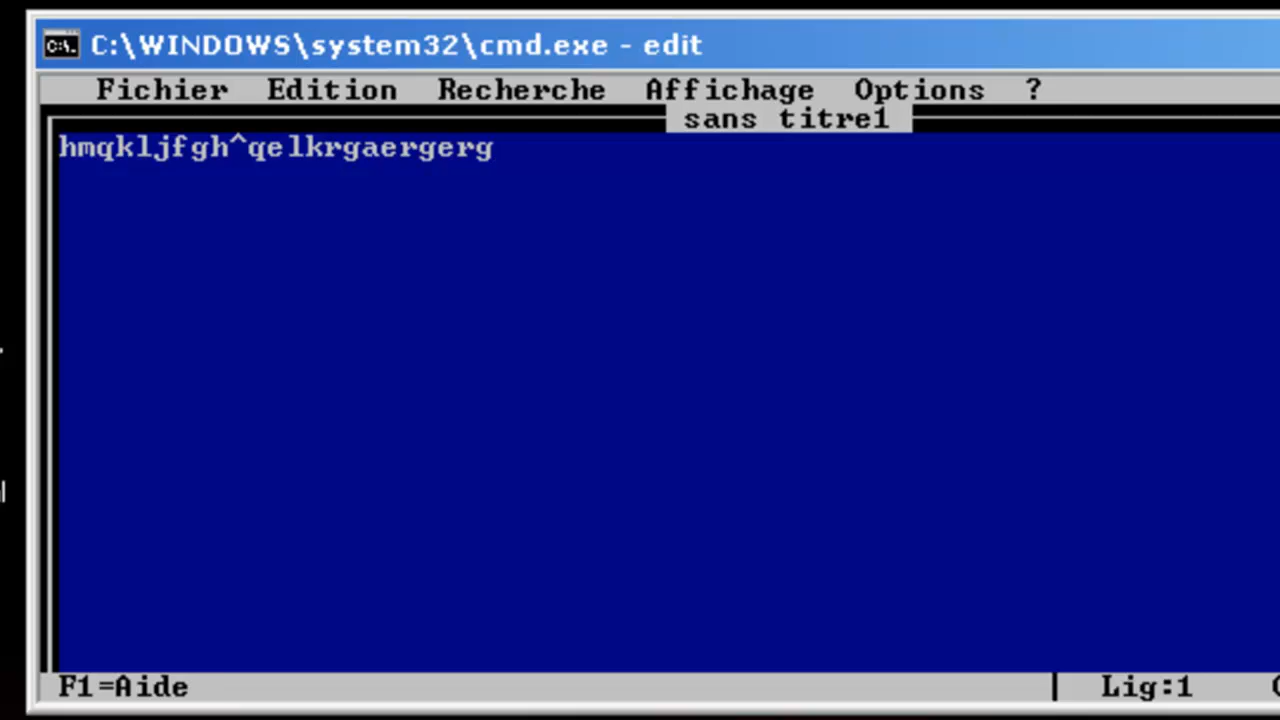 C:\WINDOWS\system32\cmd.exe - edit
Fichier Edition Recherche Affichage Options ?
sans titre1
hmqkljfgh^qelkrgaergerg
F1=Aide Lig:1